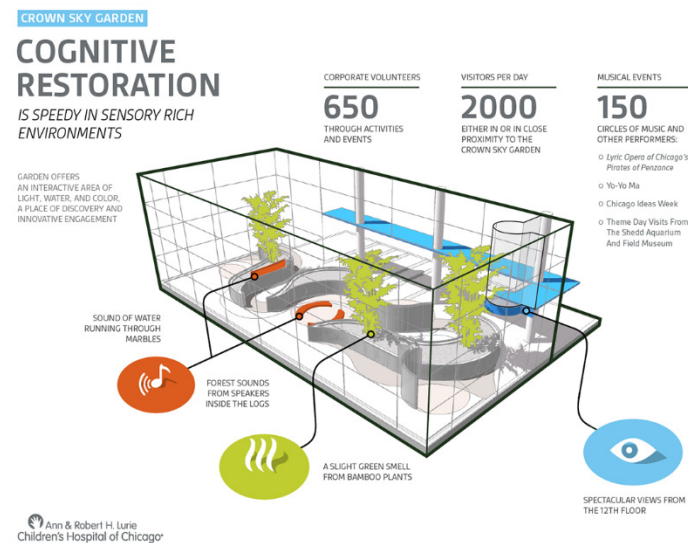 CROWN SKY GARDEN
COGNITIVE
RESTORATION
IS SPEEDY IN SENSORY RICH
ENVIRONMENTS
GARDEN OFFERS
AN INTERACTIVE AREA OF
LIGHT, WATER, AND COLOR,
A PLACE OF DISCOVERY AND
INNOVATIVE ENGAGEMENT
CORPORATE VOLUNTEERS
650
THROUGH ACTIVITIES
AND EVENTS
VISITORS PER DAY
2000
EITHER IN OR IN CLOSE
PROXIMITY TO THE
CROWN SKY GARDEN
MUSICAL EVENTS
150
CIRCLES OF MUSIC AND
OTHER PERFORMERS:
Lyric Opera of Chicago's
Pirates of Penzance
Yo-Yo Ma
Chicago Ideas Week
Theme Day Visits From
The Shedd Aquarium
And Field Museum
SOUND OF WATER
RUNNING THROUGH
MARBLES
FOREST SOUNDS
FROM SPEAKERS
INSIDE THE LOGS
A SLIGHT GREEN SMELL
FROM BAMBOO PLANTS
SPECTACULAR VIEWS FROM
THE 12TH FLOOR
Ann & Robert H. Lurie
Children's Hospital of Chicago